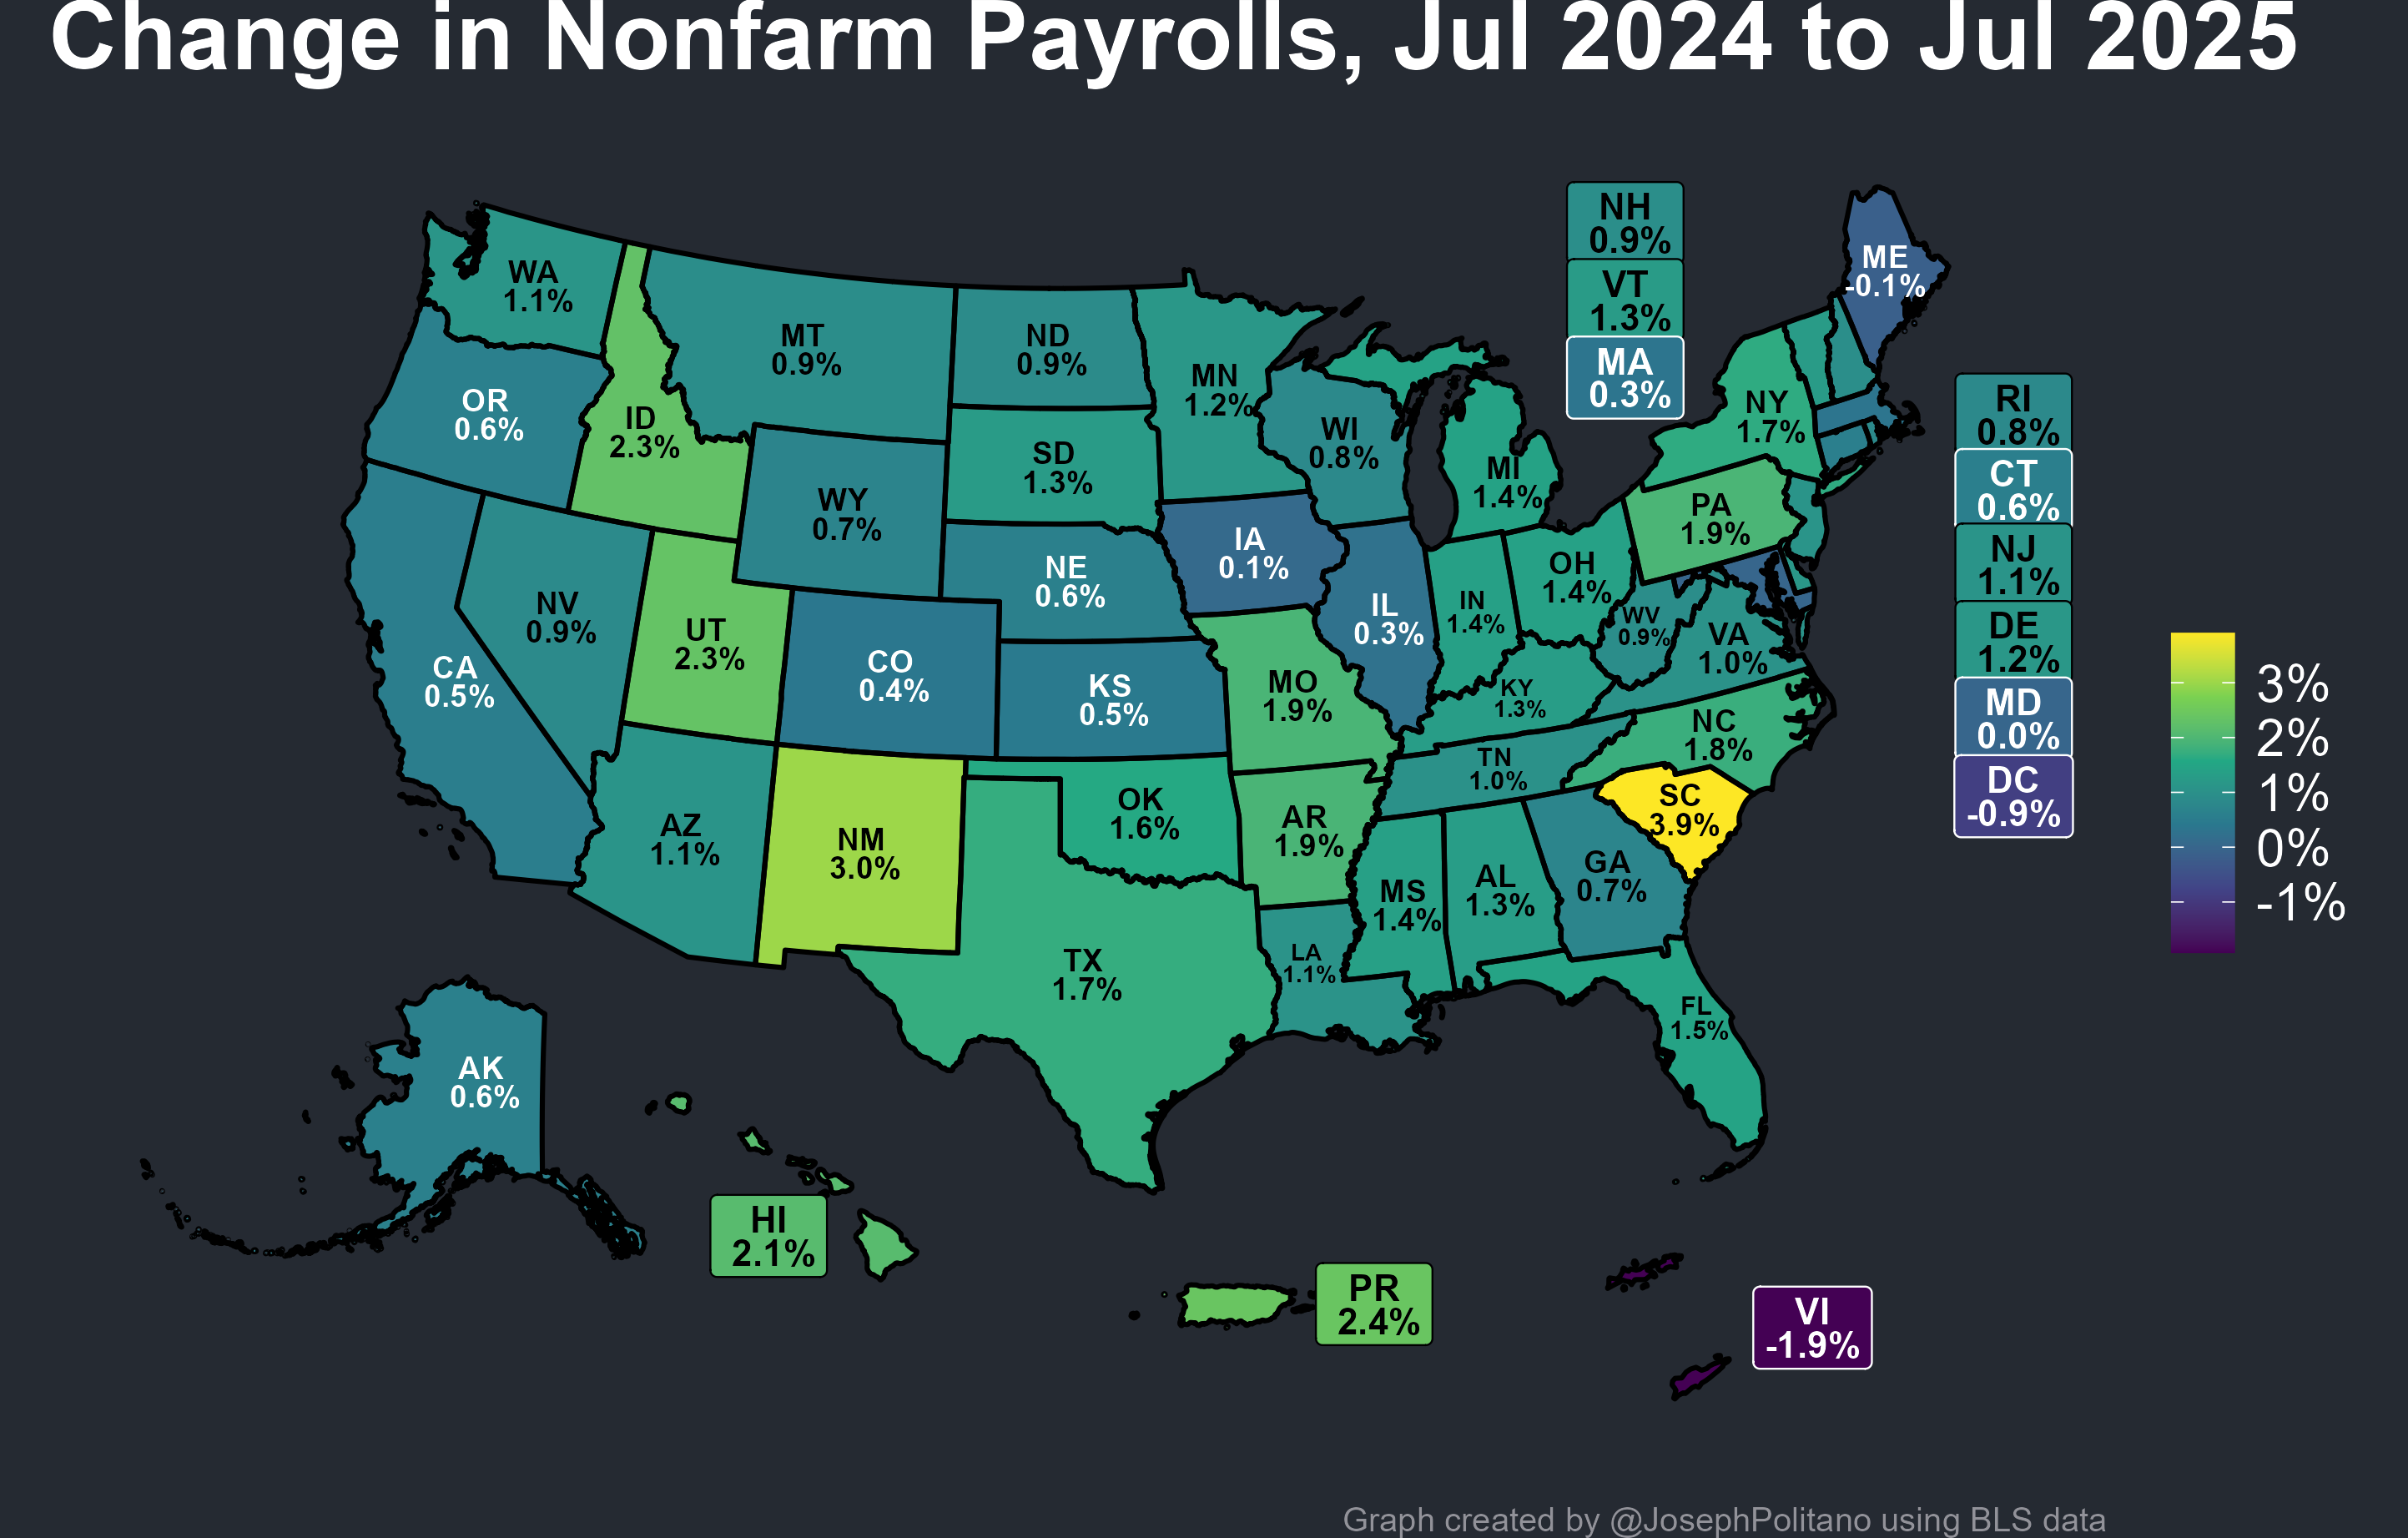 Change in Nonfarm Payrolls, Jul 2024 to Jul 2025
NH
0.9%
VT
1.3%
MA
0.3%
ME
-0.1%
WA
1.1%
MT
0.9%
ND
0.9%
MN
1.2%
OR
0.6%
ID
2.3%
WI
0.8%
NY
1.7%
RI
0.8%
SD
1.3%
MI
1.4%
WY
0.7%
PA
1.9%
CT
0.6%
IA
0.1%
NE
0.6%
OH
1.4%
NJ
1.1%
NV
0.9%
UT
2.3%
IL
0.3%
IN
1.4%
WV
0.9%
VA
1.0%
DE
1.2%
CA
0.5%
CO
0.4%
KS
0.5%
MO
1.9%
KY
1.3%
MD
0.0%
NC
1.8%
TN
1.0%
DC
-0.9%
3%
2%
1%
0%
-1%
AZ
1.1%
NM
3.0%
OK
1.6%
AR
1.9%
SC
3.9%
MS
1.4%
AL
1.3%
GA
0.7%
TX
1.7%
LA
1.1%
FL
1.5%
AK
0.6%
HI
2.1%
PR
2.4%
VI
-1.9%
Graph created by @JosephPolitano using BLS data